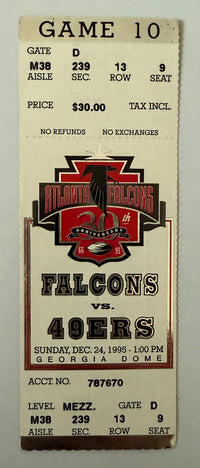 GAME 10
GATE D
M38 239 13 9
AISLE SEC. ROW SEAT
PRICE $30.00 TAX INCL.
NO REFUNDS NO EXCHANGES
ATLANTA FALCONS
30th
ANNIVERSARY
66 95
FALCONS
VS.
49ERS
SUNDAY, DEC. 24, 1995 - 1:00 PM
GEORGIA DOME
ACCT. NO. 787670
LEVEL MEZZ. GATE D
M38 239 13 9
AISLE SEC. ROW SEAT